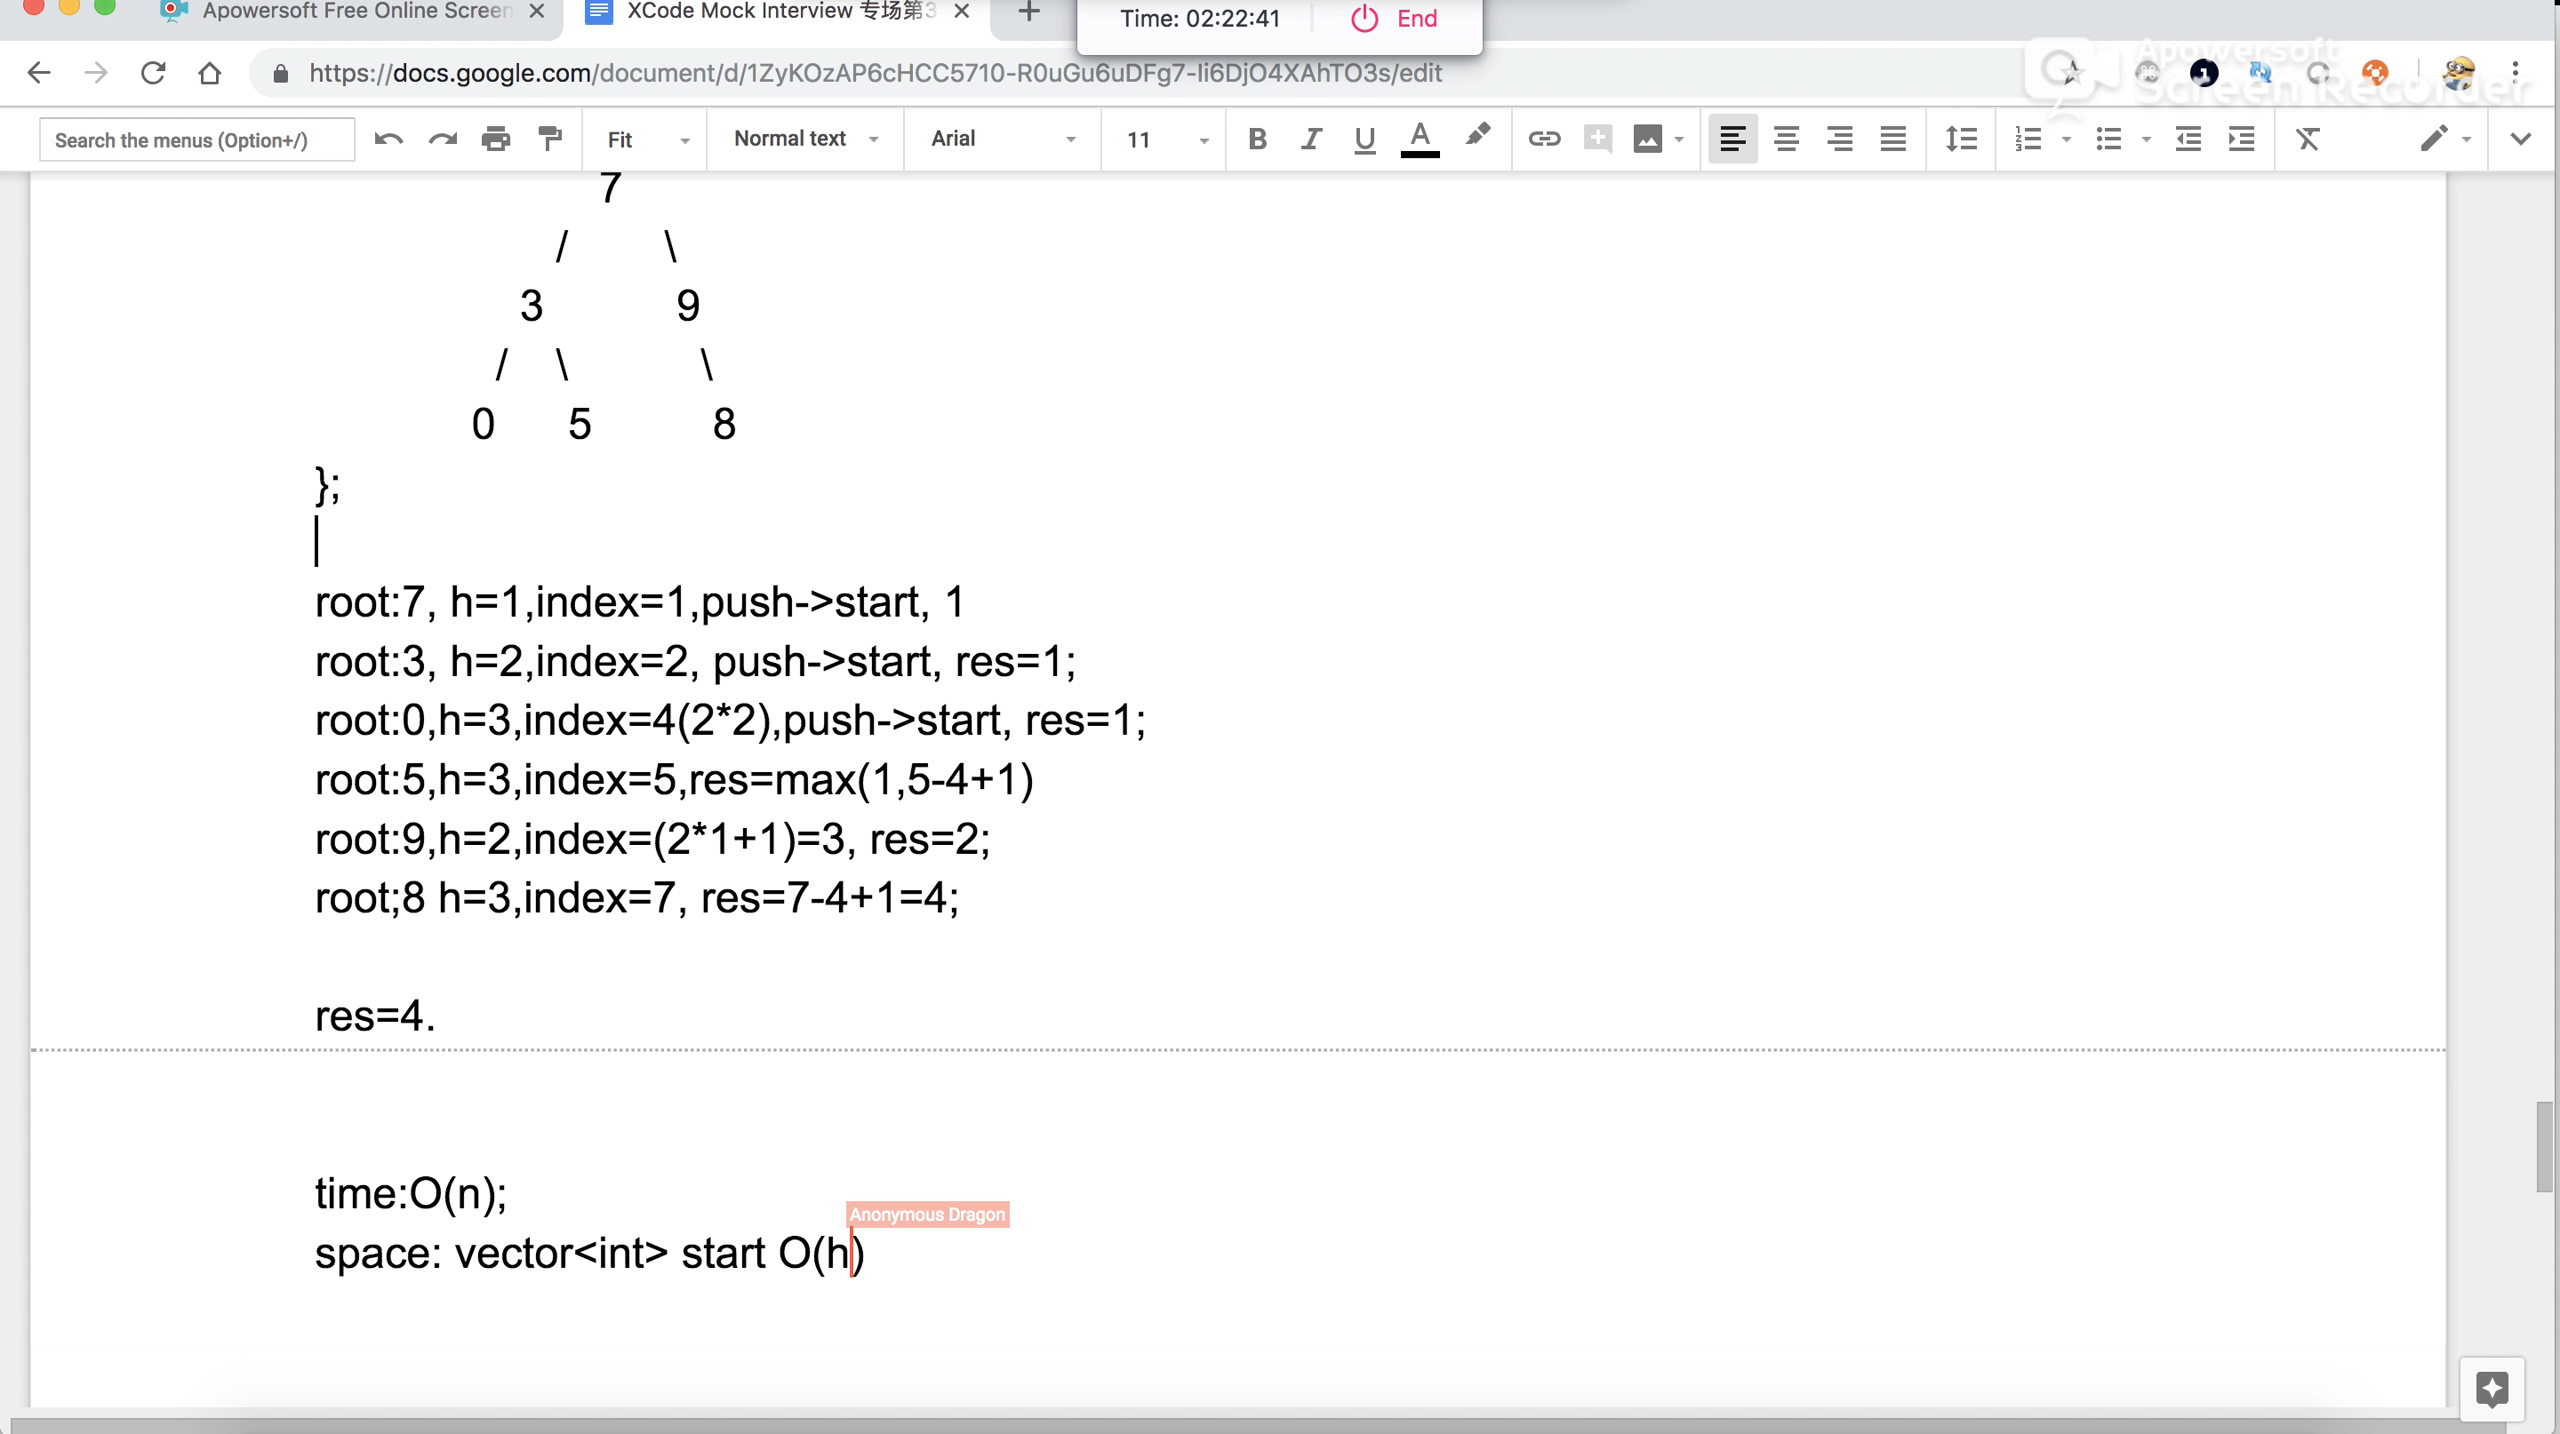 Apowersoft Free Online Screen
XCode Mock Interview 专场第3
Time: 02:22:41
End
https://docs.google.com/document/d/1ZyKOzAP6cHCC5710-R0uGu6uDFg7-li6DjO4XAhTO3s/edit
Apowersoft
Screen Recorder
Search the menus (Option+/)
Fit
Normal text
Arial
11
B I U A
7
/ \
3 9
/ \ \
0 5 8
};
root:7, h=1,index=1,push->start, 1
root:3, h=2,index=2, push->start, res=1;
root:0,h=3,index=4(2*2),push->start, res=1;
root:5,h=3,index=5,res=max(1,5-4+1)
root:9,h=2,index=(2*1+1)=3, res=2;
root;8 h=3,index=7, res=7-4+1=4;
res=4.
time:O(n);
Anonymous Dragon
space: vector<int> start O(h)